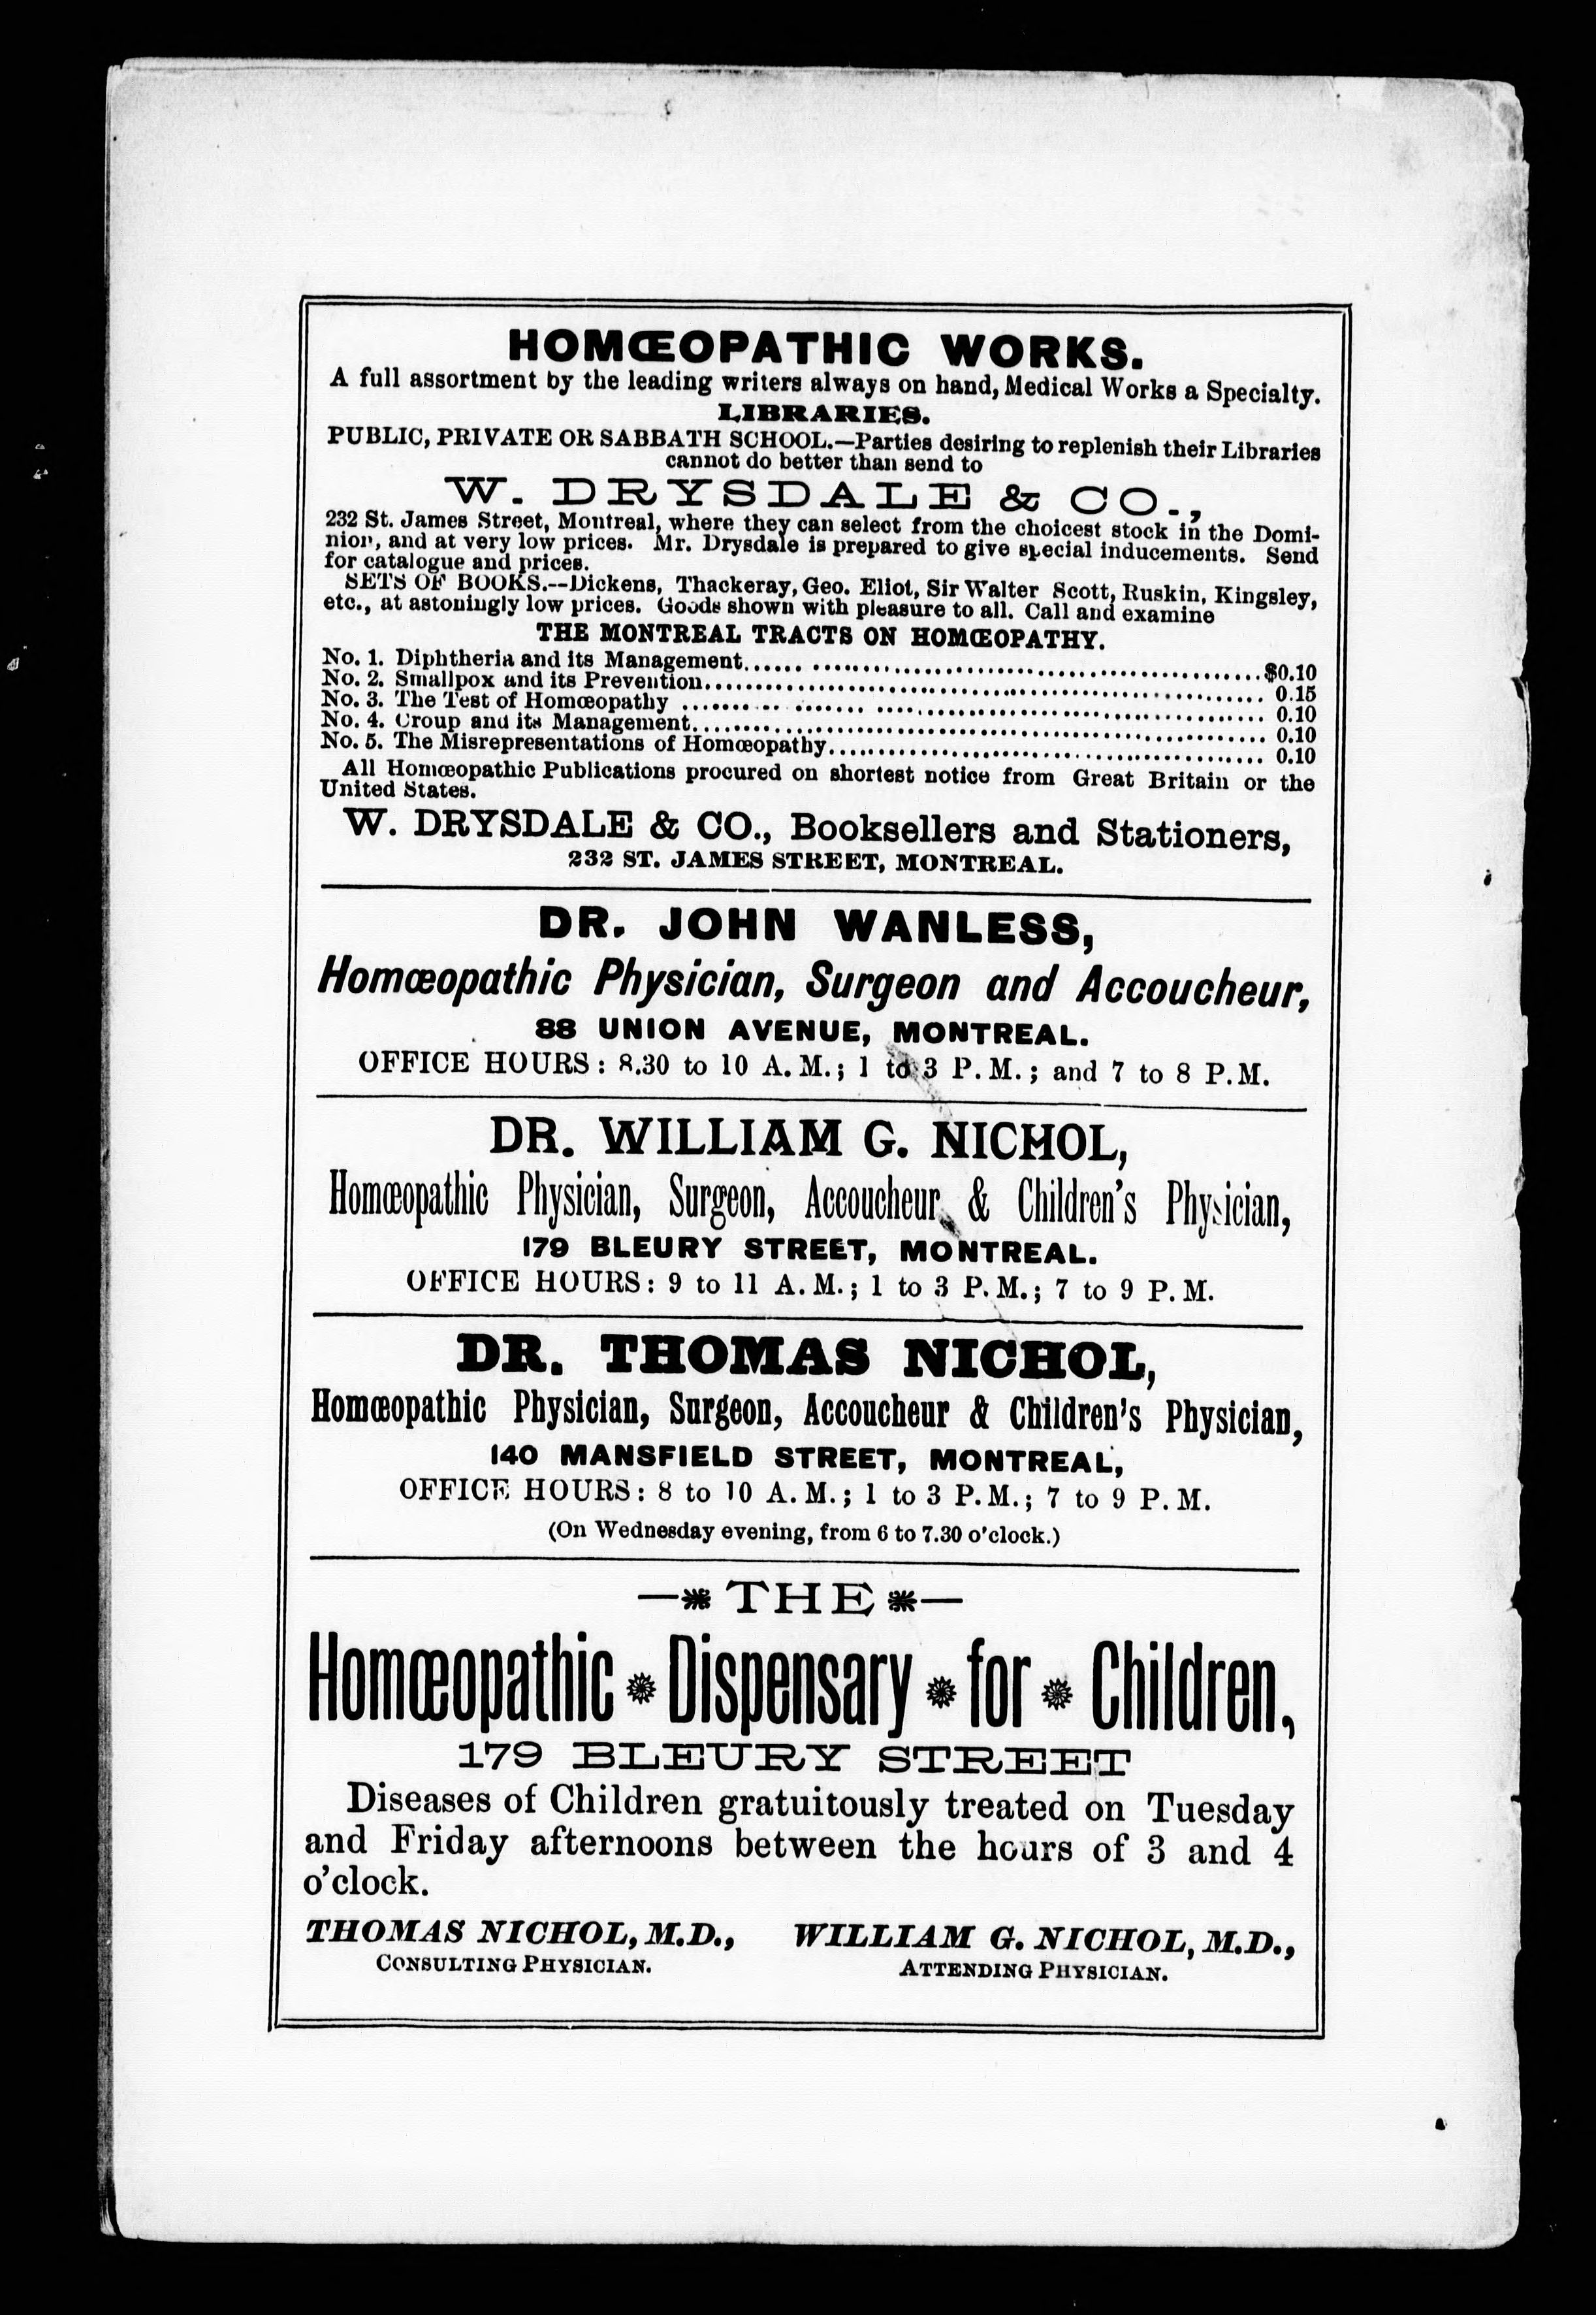 HOMŒOPATHIC WORKS.
A full assortment by the leading writers always on hand, Medical Works a Specialty.
LIBRARIES.
PUBLIC, PRIVATE OR SABBATH SCHOOL.—Parties desiring to replenish their Libraries
cannot do better than send to
W. DRYSDALE & CO.,
232 St. James Street, Montreal, where they can select from the choicest stock in the Domi-
nion, and at very low prices. Mr. Drysdale is prepared to give special inducements. Send
for catalogue and prices.
SETS OF BOOKS.--Dickens, Thackeray, Geo. Eliot, Sir Walter Scott, Ruskin, Kingsley,
etc., at astoningly low prices. Goods shown with pleasure to all. Call and examine
THE MONTREAL TRACTS ON HOMŒOPATHY.
No. 1. Diphtheria and its Management.....$0.10
No. 2. Smallpox and its Prevention..... 0.15
No. 3. The Test of Homœopathy ..... 0.10
No. 4. Croup and its Management..... 0.10
No. 5. The Misrepresentations of Homœopathy..... 0.10
All Homœopathic Publications procured on shortest notice from Great Britain or the
United States.
W. DRYSDALE & CO., Booksellers and Stationers,
232 ST. JAMES STREET, MONTREAL.
DR. JOHN WANLESS,
Homœopathic Physician, Surgeon and Accoucheur,
88 UNION AVENUE, MONTREAL.
OFFICE HOURS: 8.30 to 10 A.M.; 1 to 3 P.M.; and 7 to 8 P.M.
DR. WILLIAM G. NICHOL,
Homœopathic Physician, Surgeon, Accoucheur & Children's Physician,
179 BLEURY STREET, MONTREAL.
OFFICE HOURS: 9 to 11 A.M.; 1 to 3 P.M.; 7 to 9 P.M.
DR. THOMAS NICHOL,
Homœopathic Physician, Surgeon, Accoucheur & Children's Physician,
140 MANSFIELD STREET, MONTREAL,
OFFICE HOURS: 8 to 10 A.M.; 1 to 3 P.M.; 7 to 9 P.M.
(On Wednesday evening, from 6 to 7.30 o'clock.)
—THE—
Homœopathic Dispensary for Children,
179 BLEURY STREET
Diseases of Children gratuitously treated on Tuesday
and Friday afternoons between the hours of 3 and 4
o'clock.
THOMAS NICHOL, M.D., WILLIAM G. NICHOL, M.D.,
CONSULTING PHYSICIAN. ATTENDING PHYSICIAN.